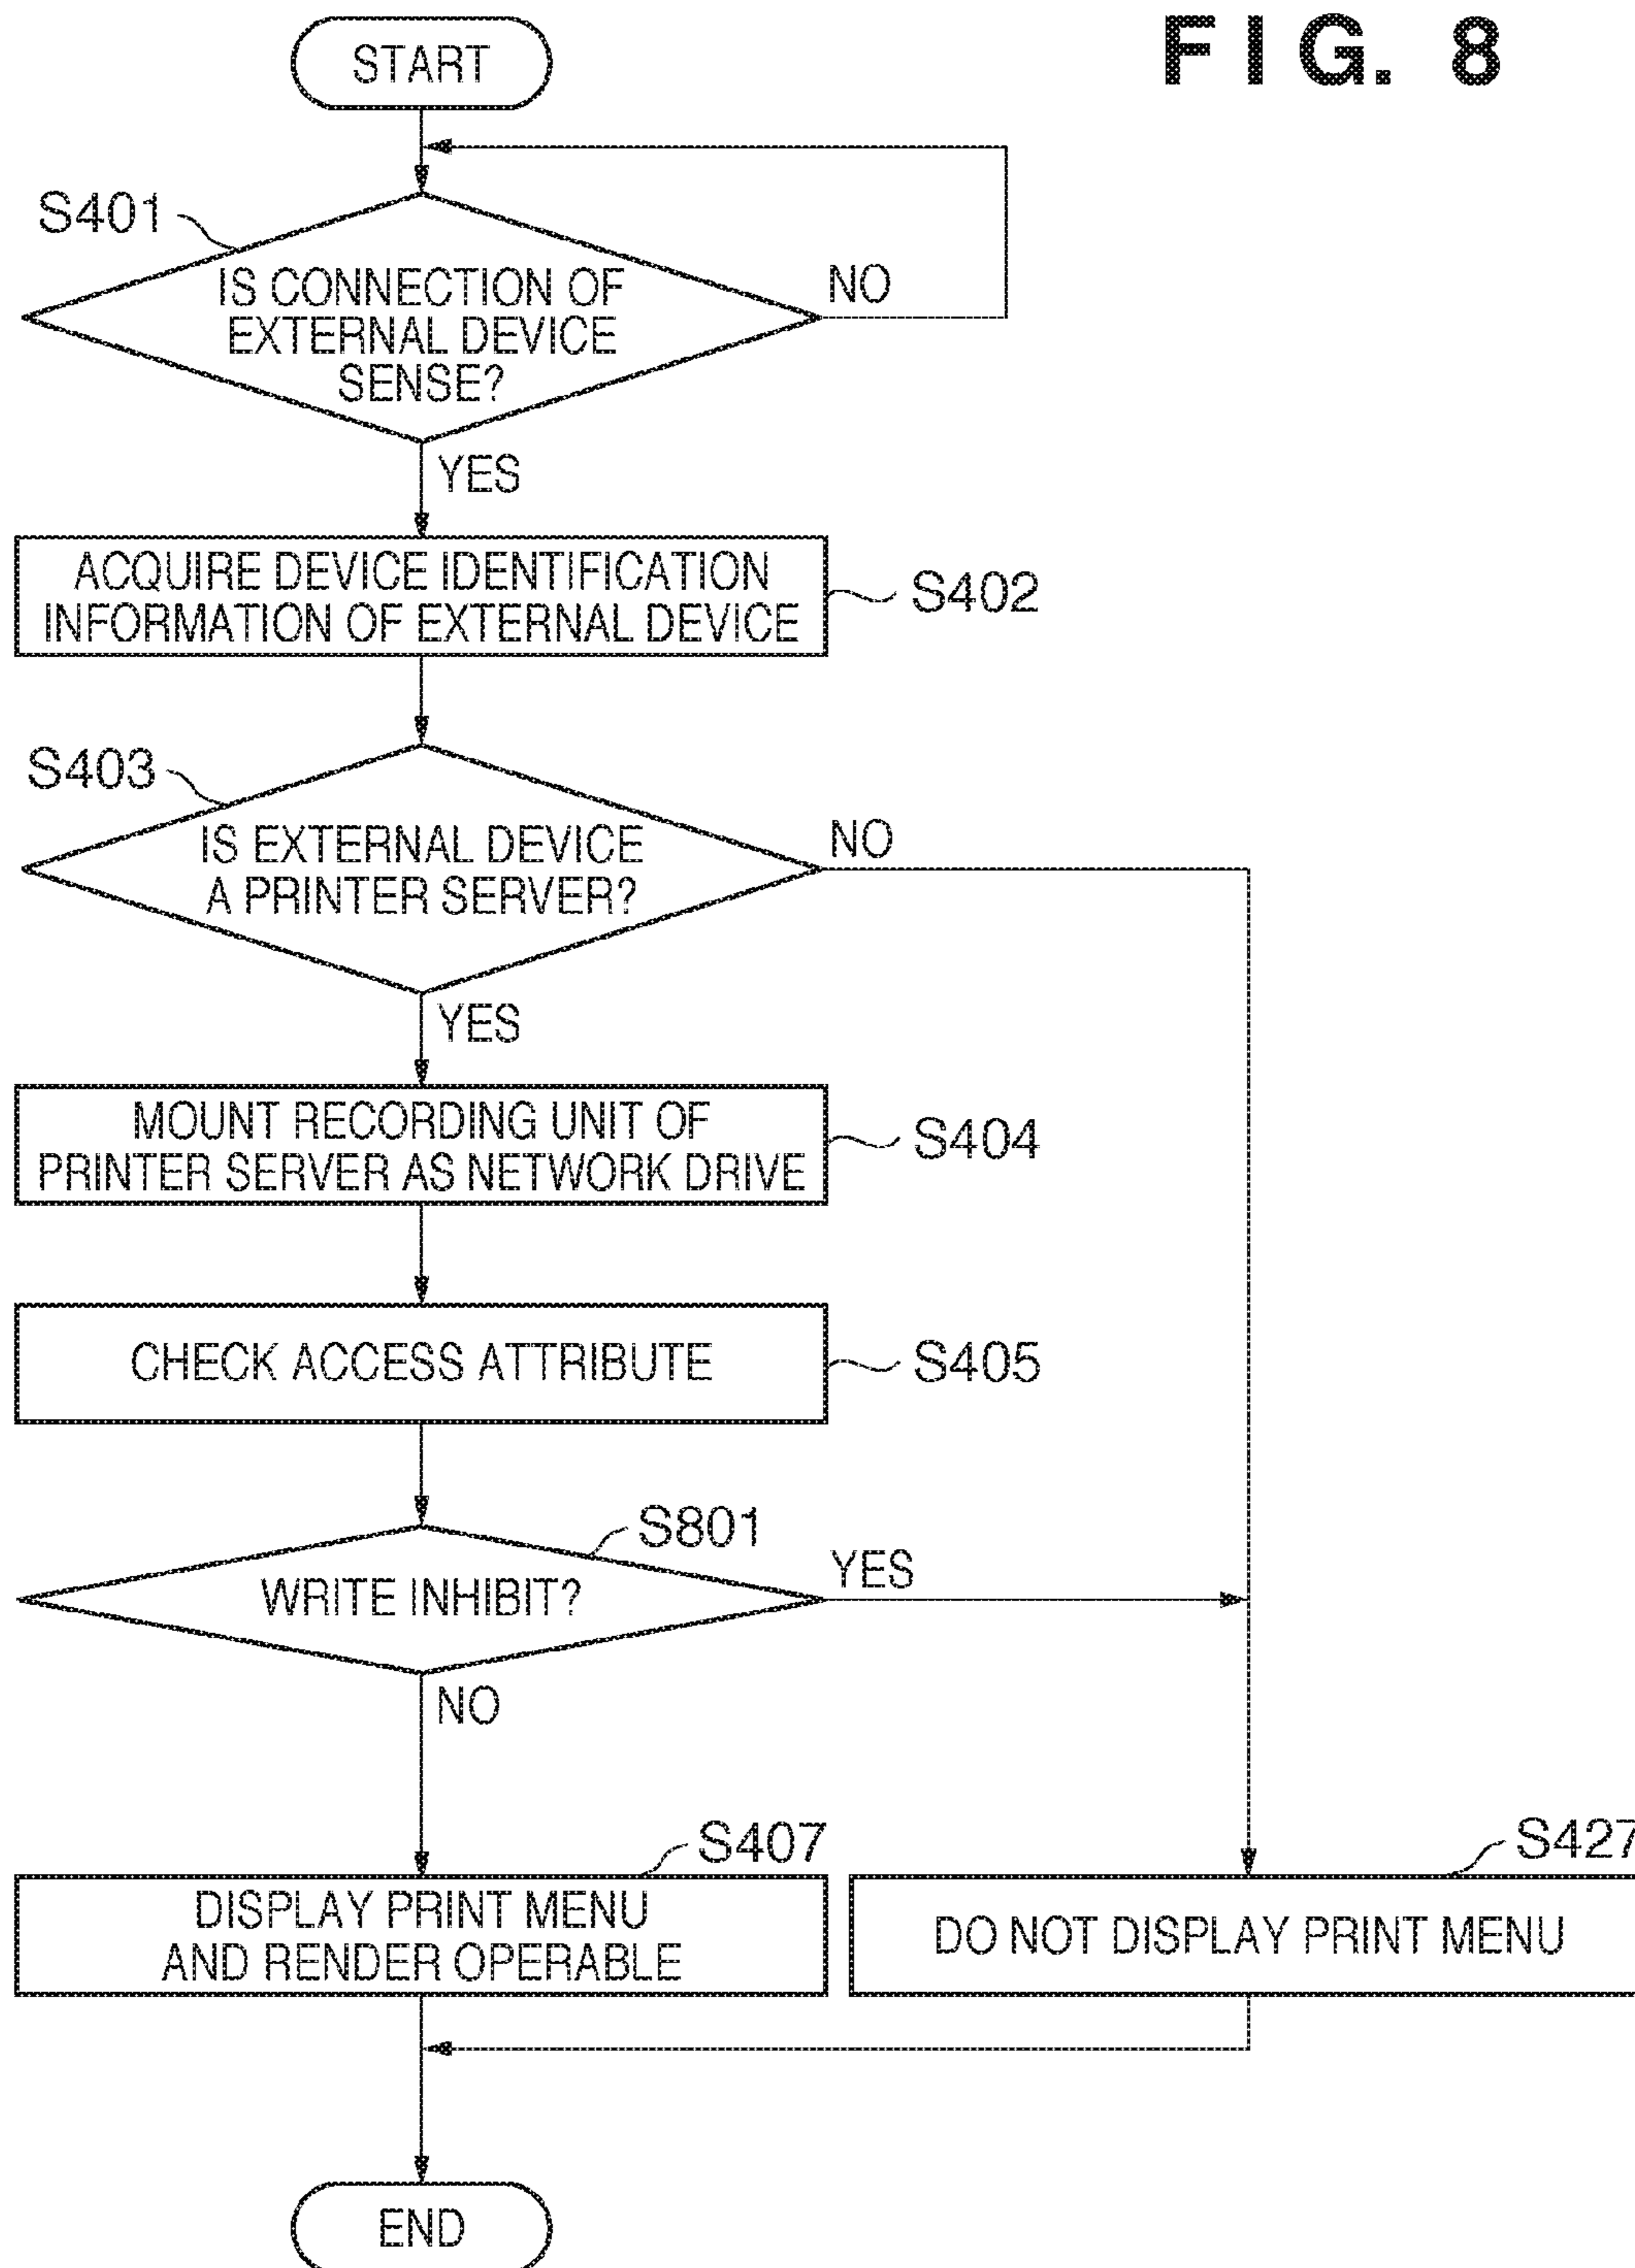 FIG. 8
START
S401
IS CONNECTION OF
EXTERNAL DEVICE
SENSE?
NO
YES
ACQUIRE DEVICE IDENTIFICATION
INFORMATION OF EXTERNAL DEVICE
S402
S403
IS EXTERNAL DEVICE
A PRINTER SERVER?
NO
YES
MOUNT RECORDING UNIT OF
PRINTER SERVER AS NETWORK DRIVE
S404
CHECK ACCESS ATTRIBUTE
S405
S801
WRITE INHIBIT?
YES
NO
S407
DISPLAY PRINT MENU
AND RENDER OPERABLE
S427
DO NOT DISPLAY PRINT MENU
END